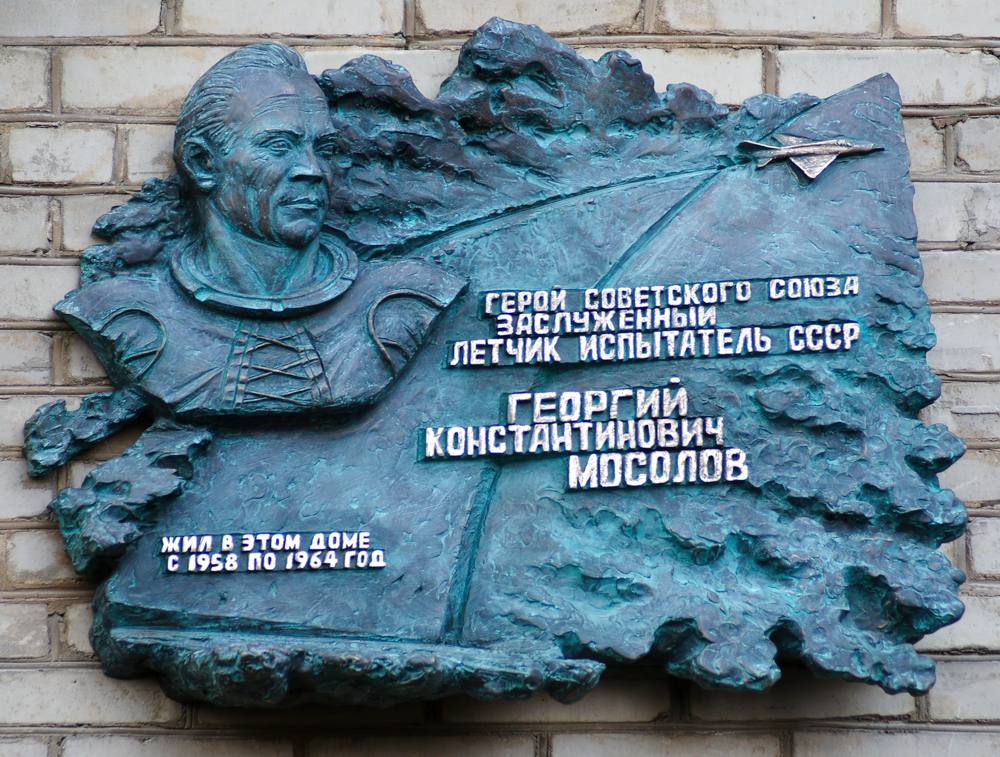 ГЕРОЙ СОВЕТСКОГО СОЮЗА
ЗАСЛУЖЕННЫЙ
ЛЕТЧИК ИСПЫТАТЕЛЬ СССР
ГЕОРГИЙ
КОНСТАНТИНОВИЧ
МОСОЛОВ
ЖИЛ В ЭТОМ ДОМЕ
С 1958 ПО 1964 ГОД